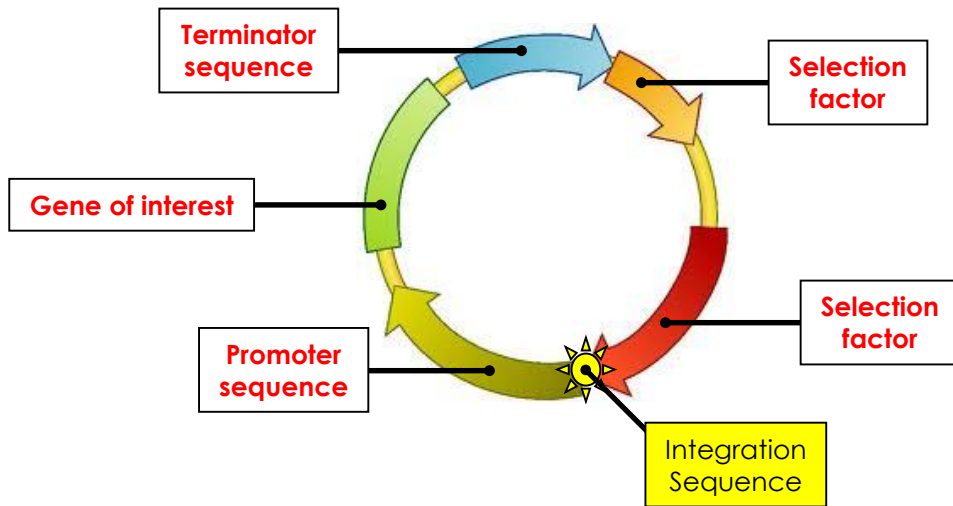 Terminator
sequence
Selection
factor
Gene of interest
Selection
factor
Promoter
sequence
Integration
Sequence